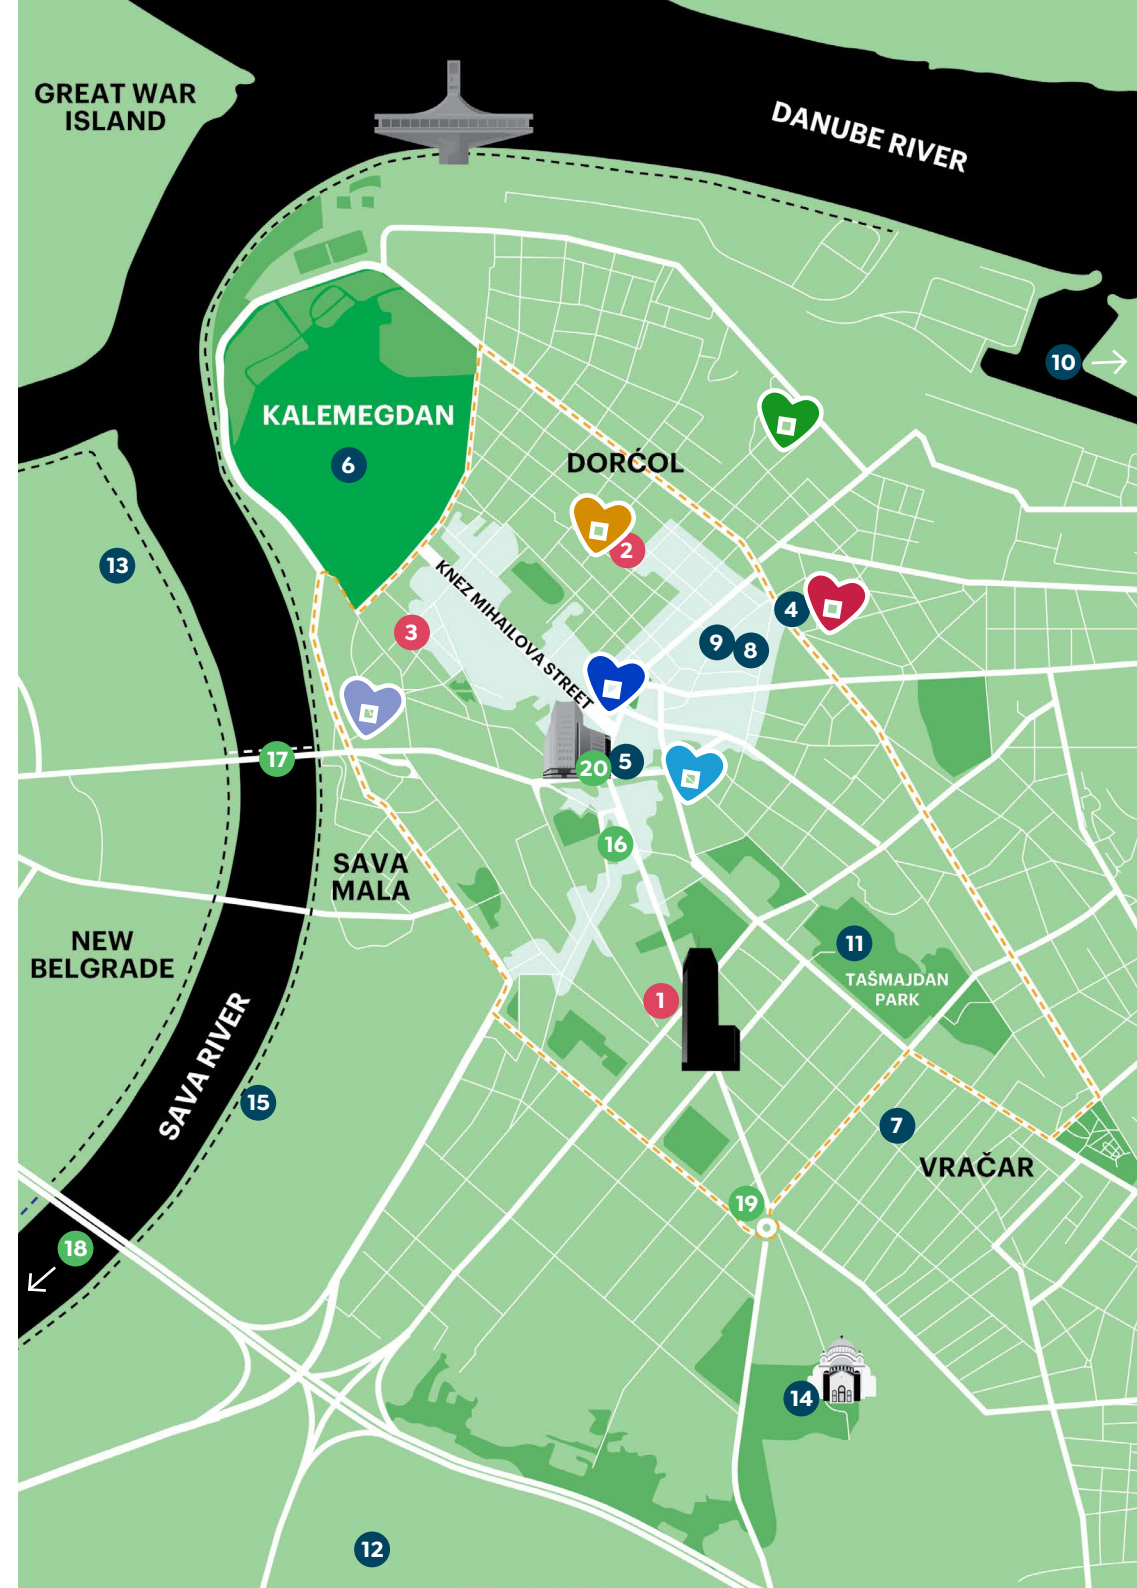 GREAT WAR
ISLAND
DANUBE RIVER
10
KALEMEGDAN
6
DORĆOL
2
13
KNEZ MIHAILOVA STREET
4
3
9
8
17
20
5
16
SAVA
MALA
NEW
BELGRADE
11
TAŠMAJDAN
PARK
1
SAVA RIVER
15
7
VRAČAR
19
18
14
12